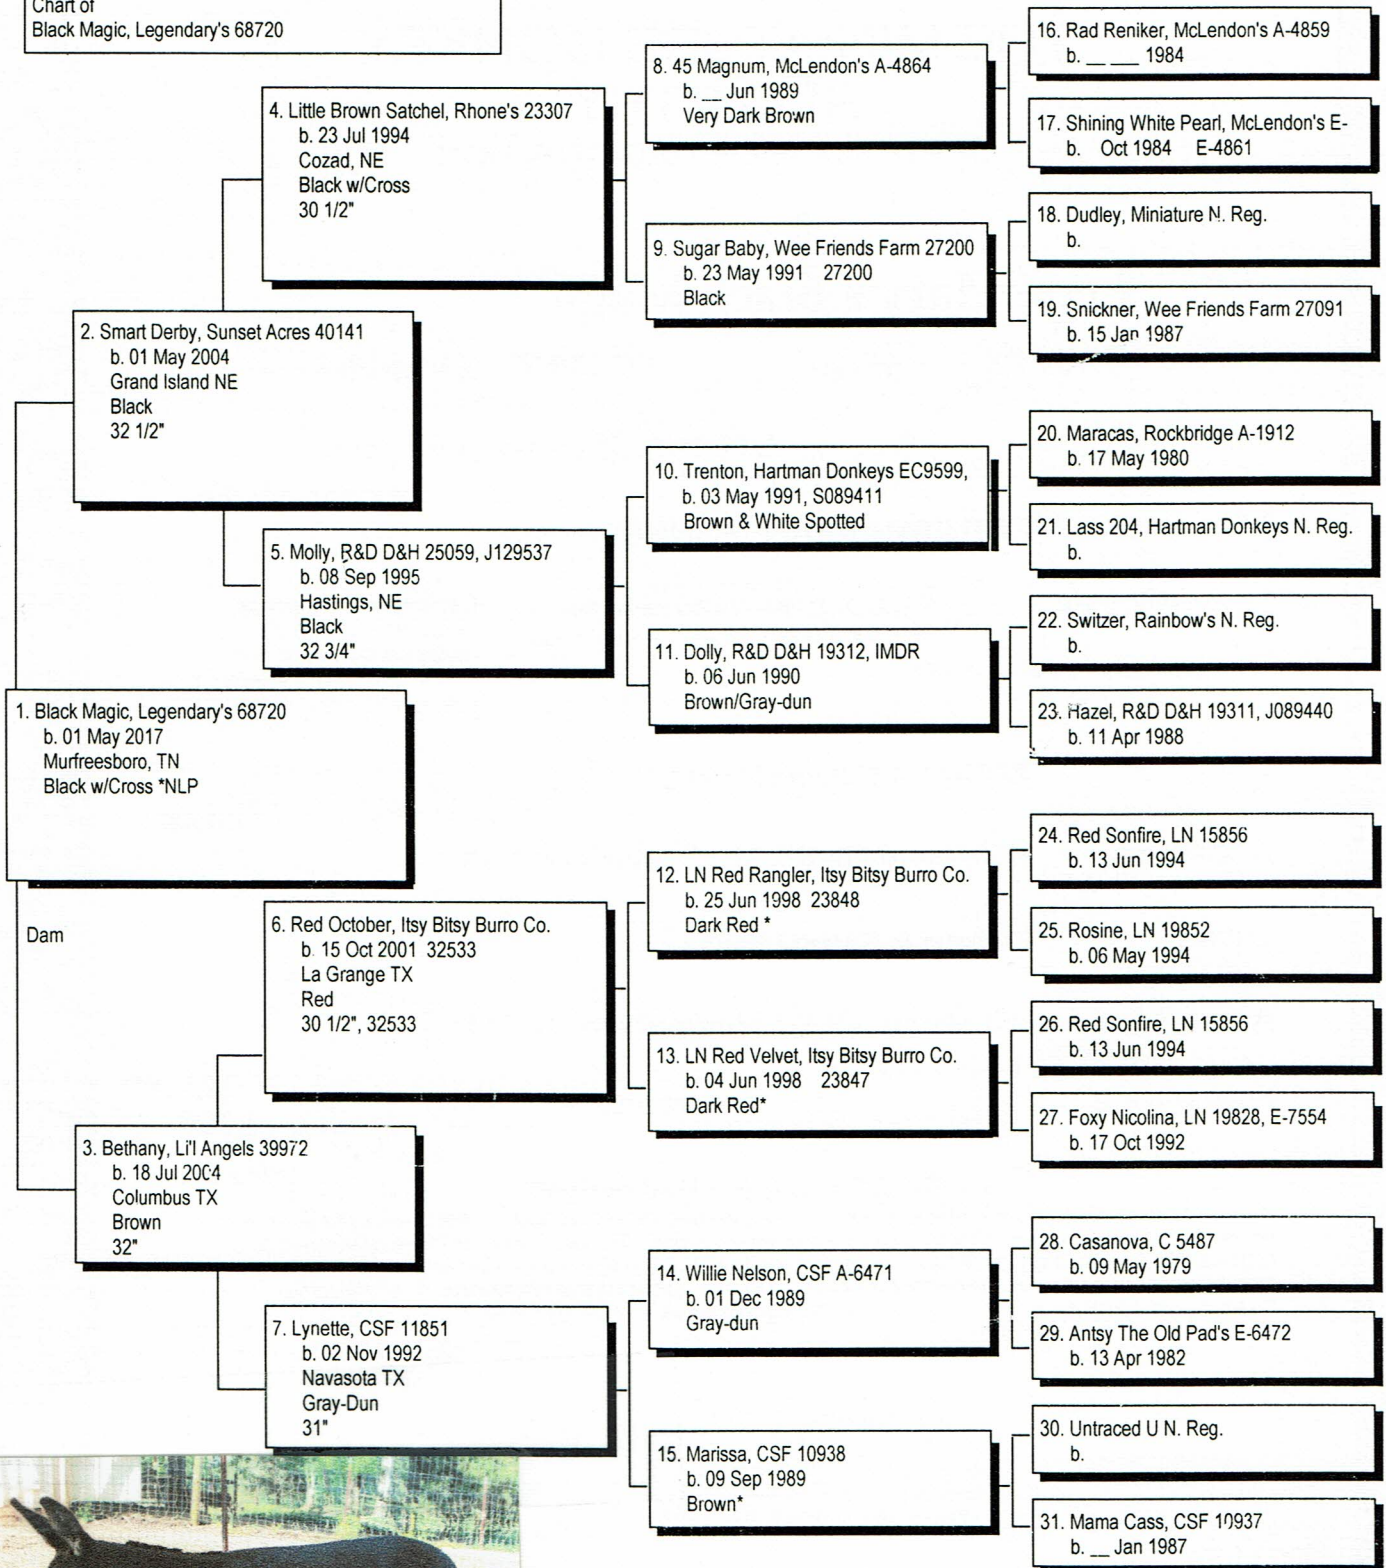 Chart of
Black Magic, Legendary's 68720
1. Black Magic, Legendary's 68720
b. 01 May 2017
Murfreesboro, TN
Black w/Cross *NLP
Dam
2. Smart Derby, Sunset Acres 40141
b. 01 May 2004
Grand Island NE
Black
32 1/2"
3. Bethany, Li'l Angels 39972
b. 18 Jul 2004
Columbus TX
Brown
32"
4. Little Brown Satchel, Rhone's 23307
b. 23 Jul 1994
Cozad, NE
Black w/Cross
30 1/2"
5. Molly, R&D D&H 25059, J129537
b. 08 Sep 1995
Hastings, NE
Black
32 3/4"
6. Red October, Itsy Bitsy Burro Co.
b. 15 Oct 2001 32533
La Grange TX
Red
30 1/2", 32533
7. Lynette, CSF 11851
b. 02 Nov 1992
Navasota TX
Gray-Dun
31"
8. 45 Magnum, McLendon's A-4864
b. __ Jun 1989
Very Dark Brown
9. Sugar Baby, Wee Friends Farm 27200
b. 23 May 1991 27200
Black
10. Trenton, Hartman Donkeys EC9599,
b. 03 May 1991, S089411
Brown & White Spotted
11. Dolly, R&D D&H 19312, IMDR
b. 06 Jun 1990
Brown/Gray-dun
12. LN Red Rangler, Itsy Bitsy Burro Co.
b. 25 Jun 1998 23848
Dark Red *
13. LN Red Velvet, Itsy Bitsy Burro Co.
b. 04 Jun 1998 23847
Dark Red*
14. Willie Nelson, CSF A-6471
b. 01 Dec 1989
Gray-dun
15. Marissa, CSF 10938
b. 09 Sep 1989
Brown*
16. Rad Reniker, McLendon's A-4859
b. __ ___ 1984
17. Shining White Pearl, McLendon's E-
b. Oct 1984 E-4861
18. Dudley, Miniature N. Reg.
b.
19. Snickner, Wee Friends Farm 27091
b. 15 Jan 1987
20. Maracas, Rockbridge A-1912
b. 17 May 1980
21. Lass 204, Hartman Donkeys N. Reg.
b.
22. Switzer, Rainbow's N. Reg.
b.
23. Hazel, R&D D&H 19311, J089440
b. 11 Apr 1988
24. Red Sonfire, LN 15856
b. 13 Jun 1994
25. Rosine, LN 19852
b. 06 May 1994
26. Red Sonfire, LN 15856
b. 13 Jun 1994
27. Foxy Nicolina, LN 19828, E-7554
b. 17 Oct 1992
28. Casanova, C 5487
b. 09 May 1979
29. Antsy The Old Pad's E-6472
b. 13 Apr 1982
30. Untraced U N. Reg.
b.
31. Mama Cass, CSF 10937
b. __ Jan 1987